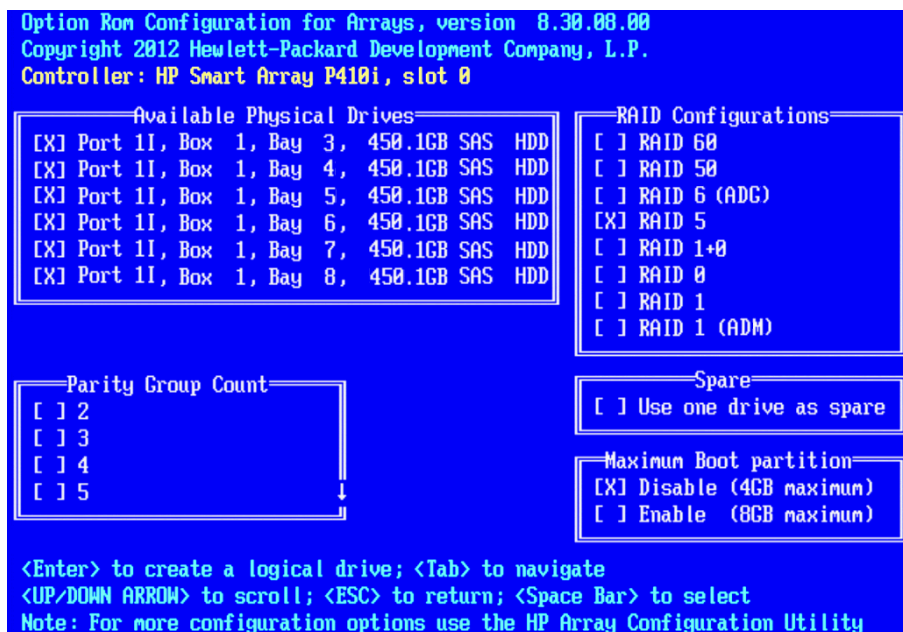 Option Rom Configuration for Arrays, version 8.30.08.00
Copyright 2012 Hewlett-Packard Development Company, L.P.
Controller: HP Smart Array P410i, slot 0
Available Physical Drives
[X] Port 1I, Box 1, Bay 3, 450.1GB SAS HDD
[X] Port 1I, Box 1, Bay 4, 450.1GB SAS HDD
[X] Port 1I, Box 1, Bay 5, 450.1GB SAS HDD
[X] Port 1I, Box 1, Bay 6, 450.1GB SAS HDD
[X] Port 1I, Box 1, Bay 7, 450.1GB SAS HDD
[X] Port 1I, Box 1, Bay 8, 450.1GB SAS HDD
RAID Configurations
[ ] RAID 60
[ ] RAID 50
[ ] RAID 6 (ADG)
[X] RAID 5
[ ] RAID 1+0
[ ] RAID 0
[ ] RAID 1
[ ] RAID 1 (ADM)
Parity Group Count
[ ] 2
[ ] 3
[ ] 4
[ ] 5
Spare
[ ] Use one drive as spare
Maximum Boot partition
[X] Disable (4GB maximum)
[ ] Enable (8GB maximum)
<Enter> to create a logical drive; <Tab> to navigate
<UP/DOWN ARROW> to scroll; <ESC> to return; <Space Bar> to select
Note: For more configuration options use the HP Array Configuration Utility